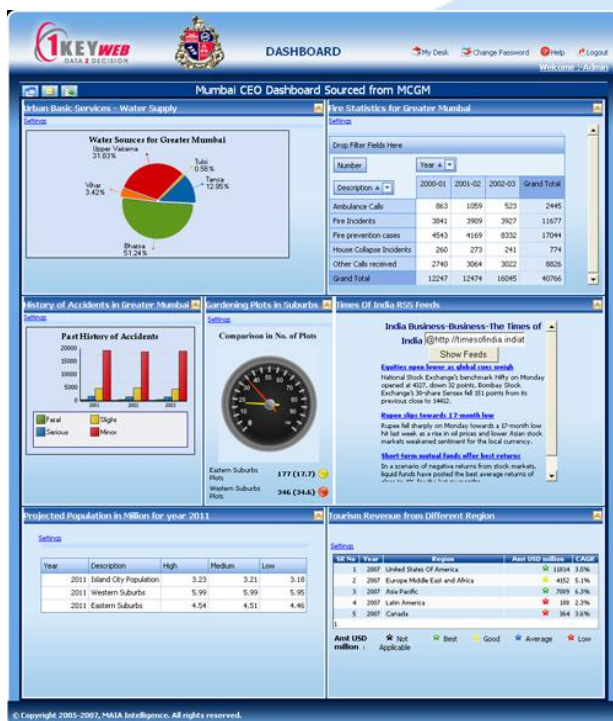 1KEY WEB
DATA 2 DECISION
DASHBOARD
My Desk Change Password Help Logout
Welcome : Admin
Mumbai CEO Dashboard Sourced from MCGM
Urban Basic Services - Water Supply
Settings
Water Sources for Greater Mumbai
Upper Vaitarna
31.83%
Tulsi
0.56%
Tansa
12.95%
Vihar
3.42%
Bhatsa
51.24%
Fire Statistics for Greater Mumbai
Settings
Drop Filter Fields Here
Number Year
Description 2000-01 2001-02 2002-03 Grand Total
Ambulance Calls 863 1059 523 2445
Fire Incidents 3841 3909 3927 11677
Fire prevention cases 4543 4169 8332 17044
House Collapse Incidents 260 273 241 774
Other Calls received 2740 3064 3022 8826
Grand Total 12247 12474 16045 40766
History of Accidents in Greater Mumbai
Settings
Past History of Accidents
20000
15000
10000
5000
0
2001 2002 2003
Fatal Slight
Serious Minor
Gardening Plots in Suburbs
Settings
Comparison in No. of Plots
Eastern Suburbs Plots 177 (17.7)
Western Suburbs Plots 346 (34.6)
Times Of India RSS Feeds
India Business-Business-The Times of
India @http://timesofindia.indiat
Show Feeds
Equities open lower as global cues weigh
National Stock Exchange's benchmark Nifty on Monday
opened at 4327, down 32 points. Bombay Stock
Exchange's 30-share Sensex fell 151 points from its
previous close to 14412.
Rupee slips towards 17-month low
Rupee fell sharply on Monday towards a 17-month low
hit last week as a rise in oil prices and lower Asian stock
markets weakened sentiment for the local currency.
Short-term mutual funds offer best returns
In a scenario of negative returns from stock markets,
liquid funds have posted the best average returns of
Projected Population in Million for year 2011
Settings
Year Description High Medium Low
2011 Island City Population 3.23 3.21 3.18
2011 Western Suburbs 5.99 5.99 5.95
2011 Eastern Suburbs 4.54 4.51 4.46
Tourism Revenue from Different Region
Settings
SR No Year Region Amt USD million CAGR
1 2007 United States Of America 11814 3.5%
2 2007 Europe Middle East and Africa 4152 5.1%
3 2007 Asia Pacific 7009 6.3%
4 2007 Latin America 188 2.3%
5 2007 Canada 364 3.6%
1
Amt USD million : Not Applicable Best Good Average Low
© Copyright 2005-2007, MAIA Intelligence. All rights reserved.